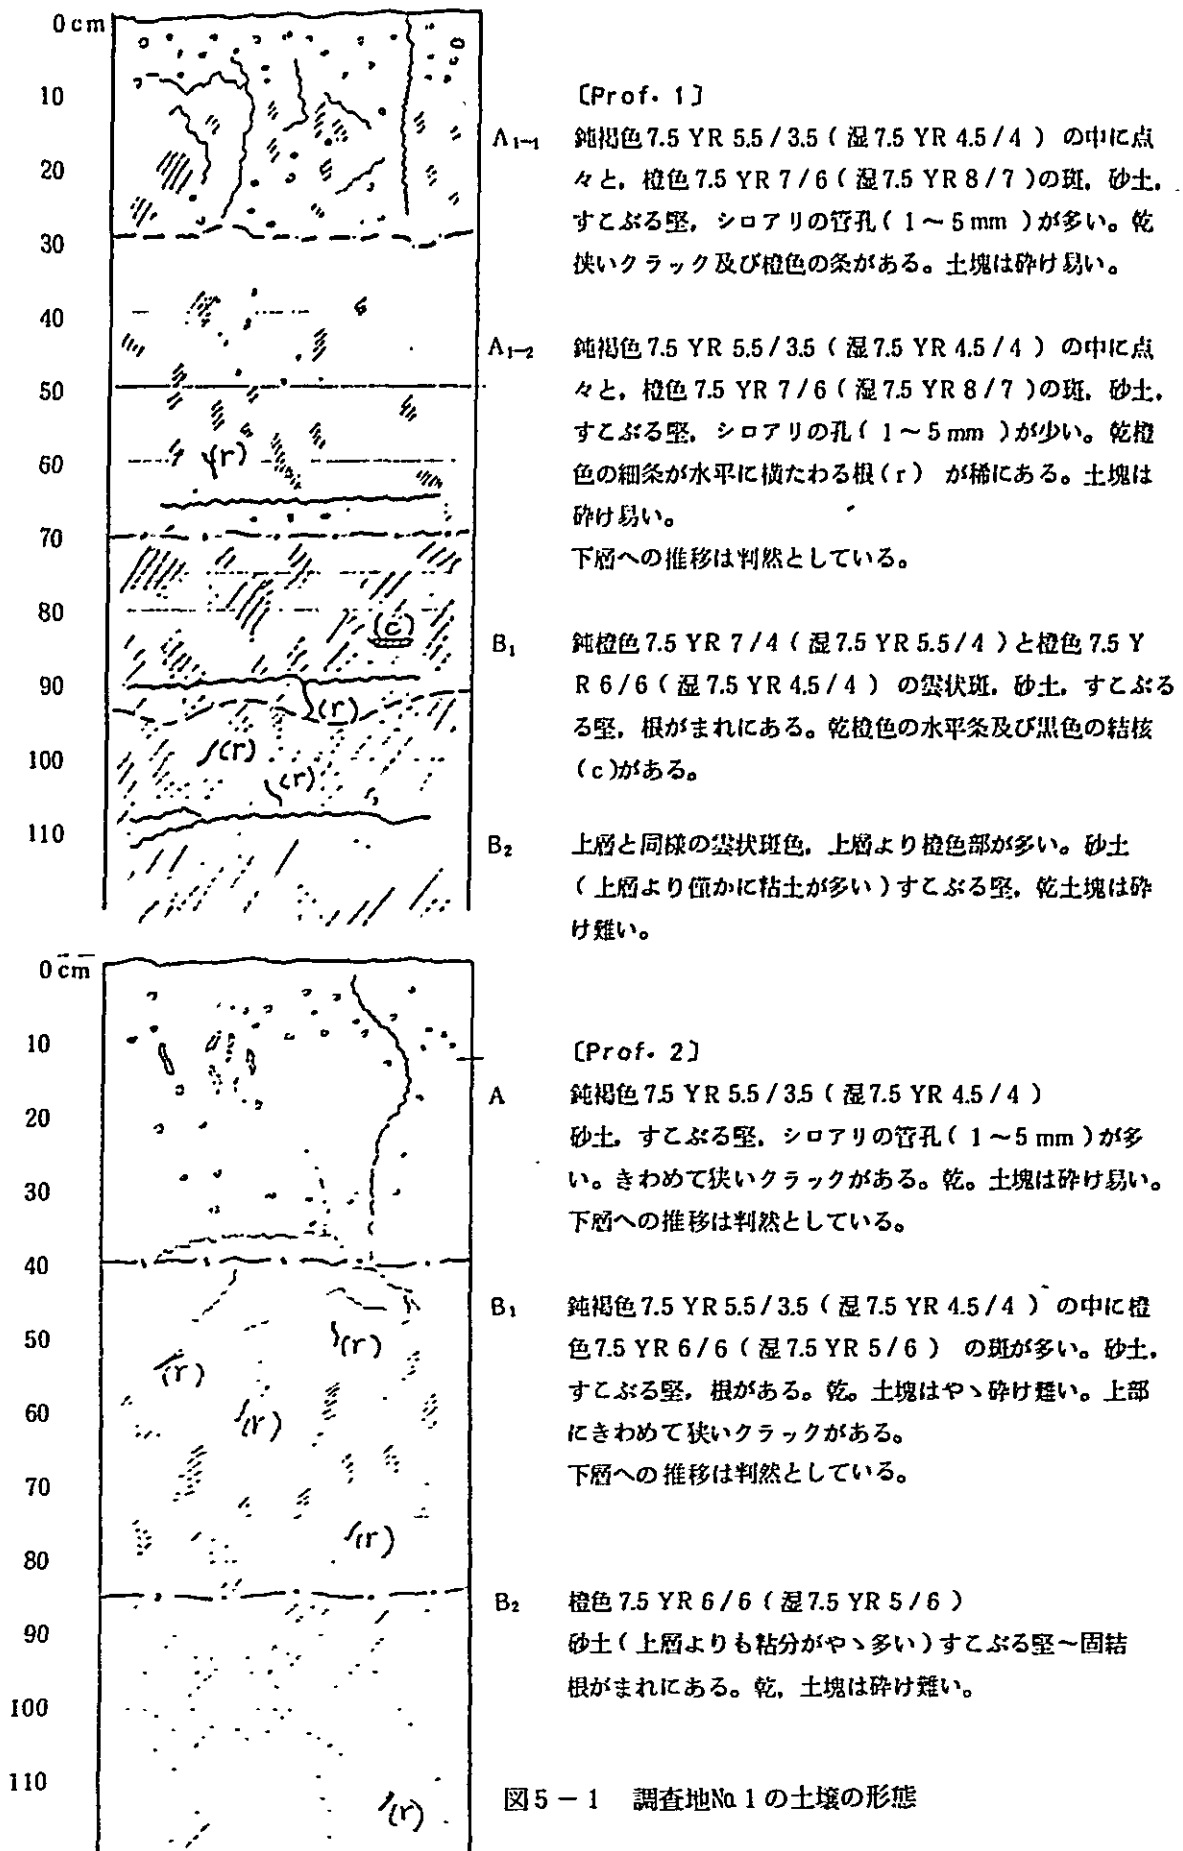 0cm
10
20
30
40
50
60
70
80
90
100
110
(r)
(c)
(r)
(r)
(r)
〔Prof. 1〕
A1-1 鈍褐色7.5 YR 5.5/3.5(湿7.5 YR 4.5/4)の中に点
々と,橙色7.5 YR 7/6(湿7.5 YR 8/7)の斑,砂土,
すこぶる堅,シロアリの管孔(1~5mm)が多い。乾
狭いクラック及び橙色の条がある。土塊は砕け易い。
A1-2 鈍褐色7.5 YR 5.5/3.5(湿7.5 YR 4.5/4)の中に点
々と,橙色7.5 YR 7/6(湿7.5 YR 8/7)の斑,砂土,
すこぶる堅,シロアリの孔(1~5mm)が少い。乾橙
色の細条が水平に横たわる根(r)が稀にある。土塊は
砕け易い。
下層への推移は判然としている。
B1 鈍橙色7.5 YR 7/4(湿7.5 YR 5.5/4)と橙色7.5 Y
R 6/6(湿7.5 YR 4.5/4)の雲状斑,砂土,すこぶる
る堅,根がまれにある。乾橙色の水平条及び黒色の結核
(c)がある。
B2 上層と同様の雲状斑色,上層より橙色部が多い。砂土
(上層より僅かに粘土が多い)すこぶる堅,乾土塊は砕
け難い。
0cm
10
20
30
40
50
60
70
80
90
100
110
(r)
(r)
(r)
(r)
(r)
〔Prof. 2〕
A 鈍褐色7.5 YR 5.5/3.5(湿7.5 YR 4.5/4)
砂土,すこぶる堅,シロアリの管孔(1~5mm)が多
い。きわめて狭いクラックがある。乾。土塊は砕け易い。
下層への推移は判然としている。
B1 鈍褐色7.5 YR 5.5/3.5(湿7.5 YR 4.5/4)の中に橙
色7.5 YR 6/6(湿7.5 YR 5/6)の斑が多い。砂土,
すこぶる堅,根がある。乾。土塊はやゝ砕け難い。上部
にきわめて狭いクラックがある。
下層への推移は判然としている。
B2 橙色7.5 YR 6/6(湿7.5 YR 5/6)
砂土(上層よりも粘分がやゝ多い)すこぶる堅~固結
根がまれにある。乾,土塊は砕け難い。
図5-1 調査地No.1の土壌の形態